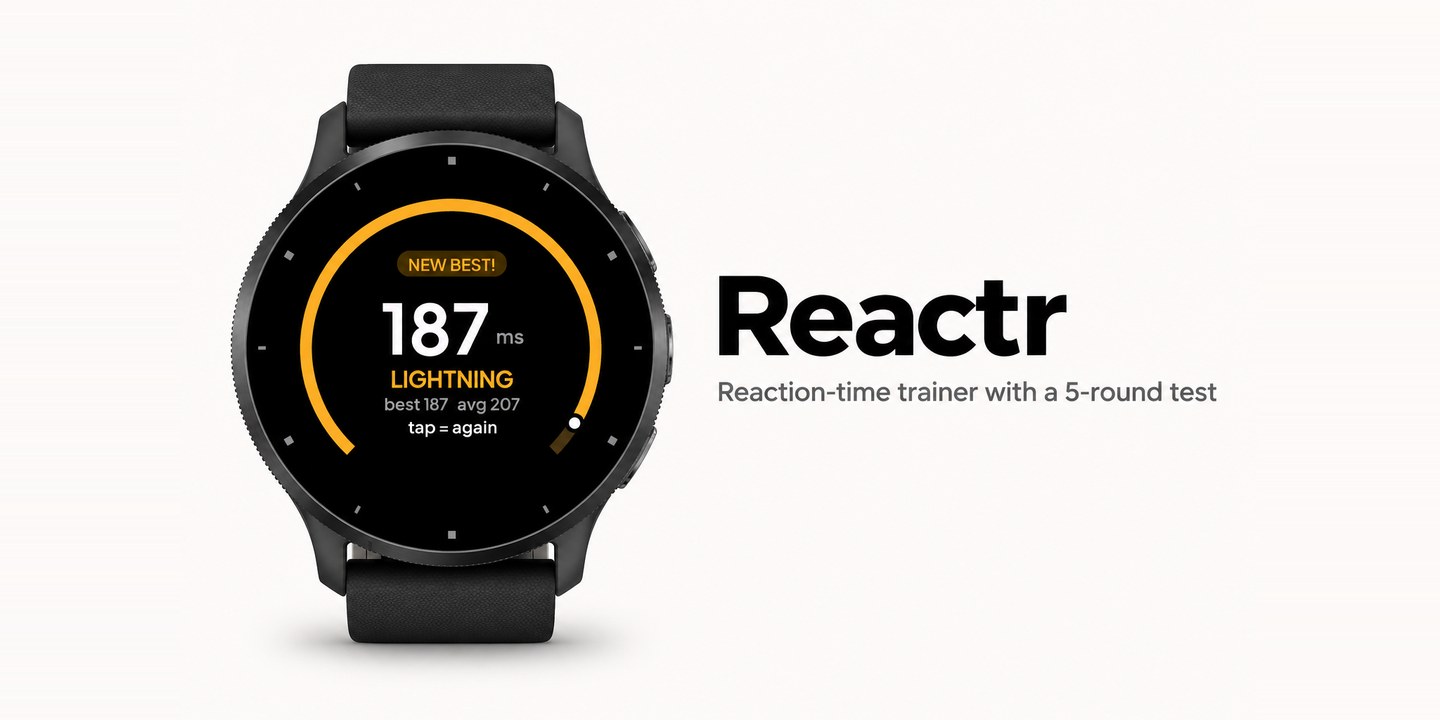 NEW BEST!
187 ms
LIGHTNING
best 187 avg 207
tap = again
Reactr
Reaction-time trainer with a 5-round test